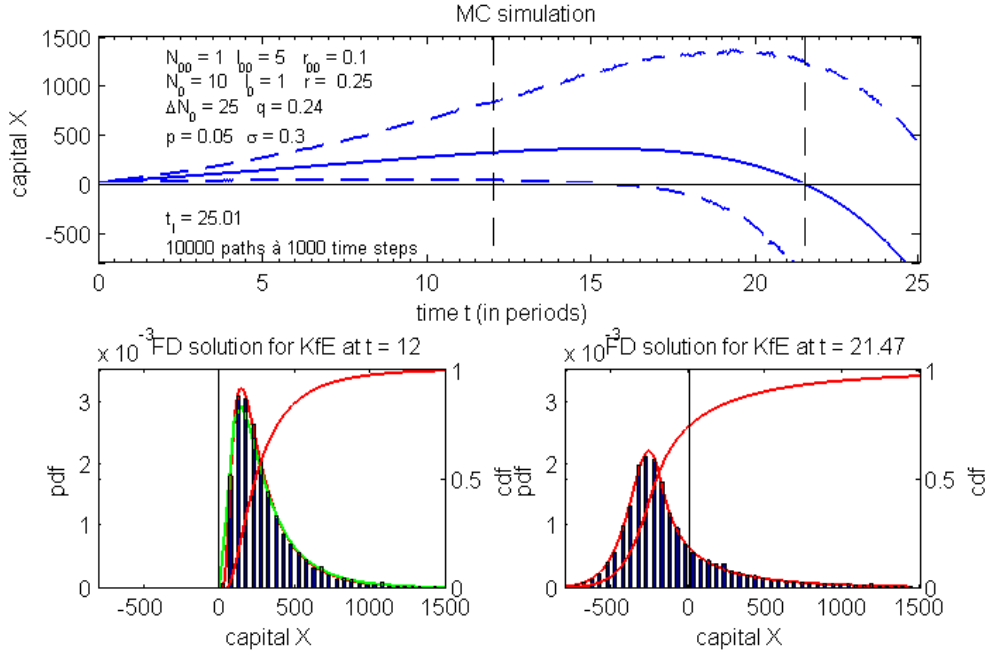 MC simulation
1500
1000
500
0
-500
capital X
N₀₀ = 1 l₀₀ = 5 r₀₀ = 0.1
N₀ = 10 l₀ = 1 r = 0.25
ΔN₀ = 25 q = 0.24
p = 0.05 σ = 0.3
t_l = 25.01
10000 paths à 1000 time steps
0 5 10 15 20 25
time t (in periods)
x 10⁻³
FD solution for KfE at t = 12
3
2
1
0
pdf
1
0.5
0
cdf
-500 0 500 1000 1500
capital X
x 10⁻³
FD solution for KfE at t = 21.47
3
2
1
0
pdf
1
0.5
0
cdf
-500 0 500 1000 1500
capital X